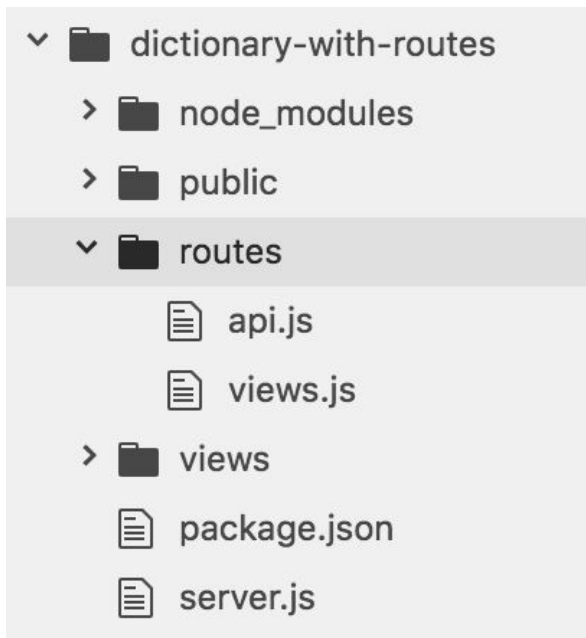 dictionary-with-routes
node_modules
public
routes
api.js
views.js
views
package.json
server.js